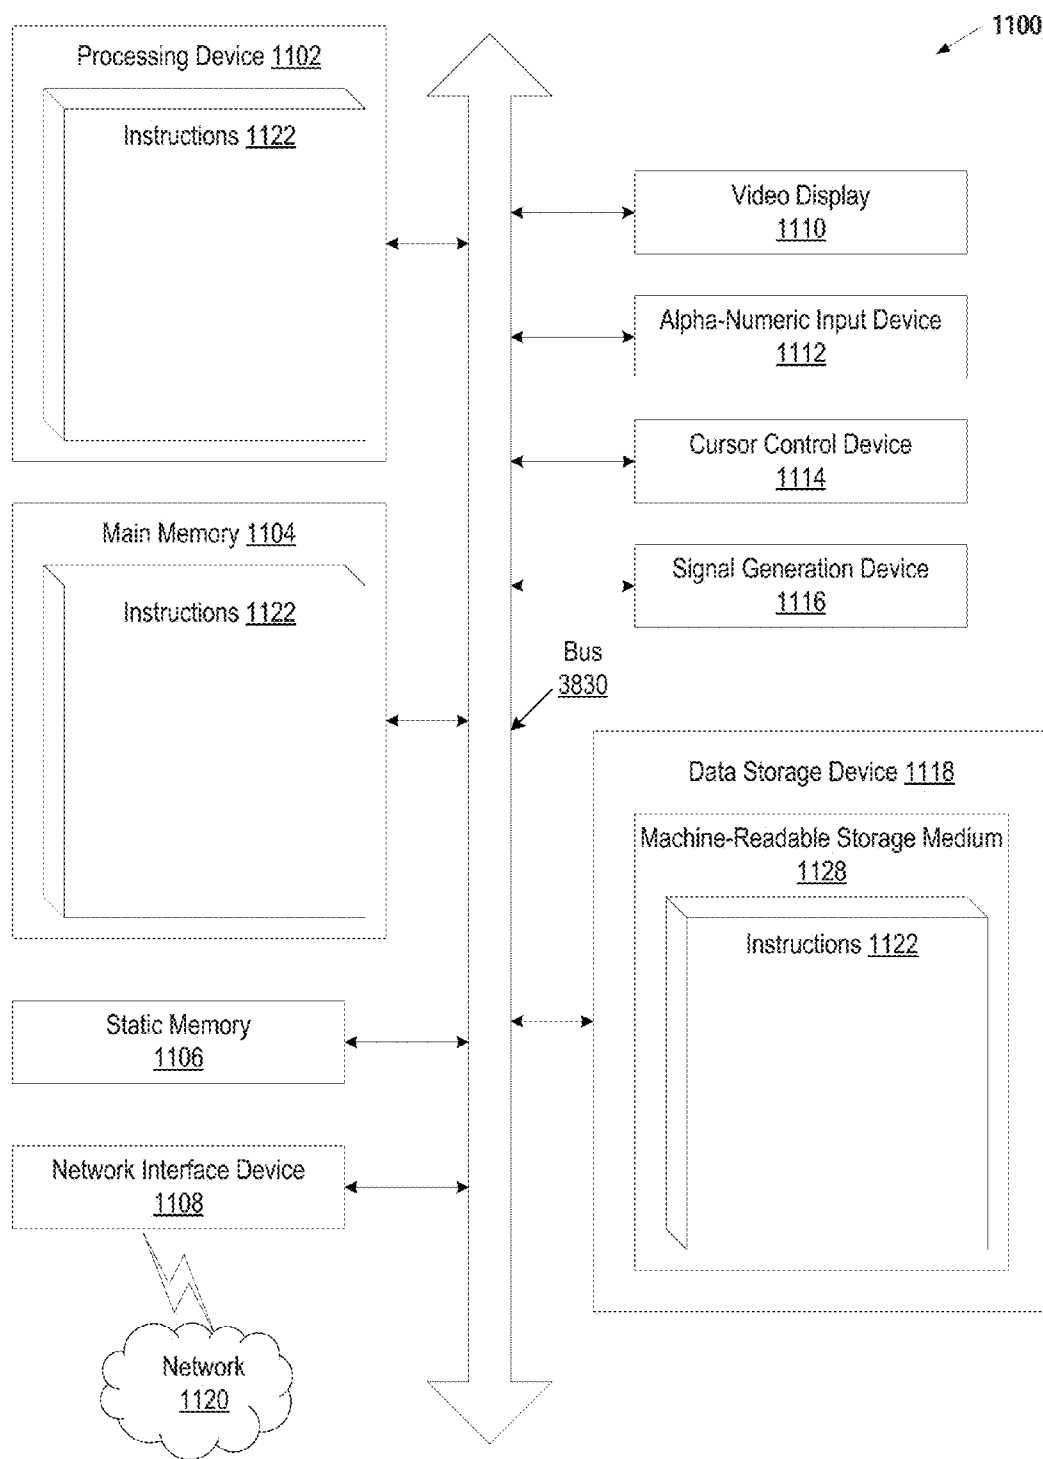 1100
Processing Device 1102
Instructions 1122
Video Display
1110
Alpha-Numeric Input Device
1112
Cursor Control Device
1114
Main Memory 1104
Instructions 1122
Signal Generation Device
1116
Bus
3830
Data Storage Device 1118
Machine-Readable Storage Medium
1128
Instructions 1122
Static Memory
1106
Network Interface Device
1108
Network
1120